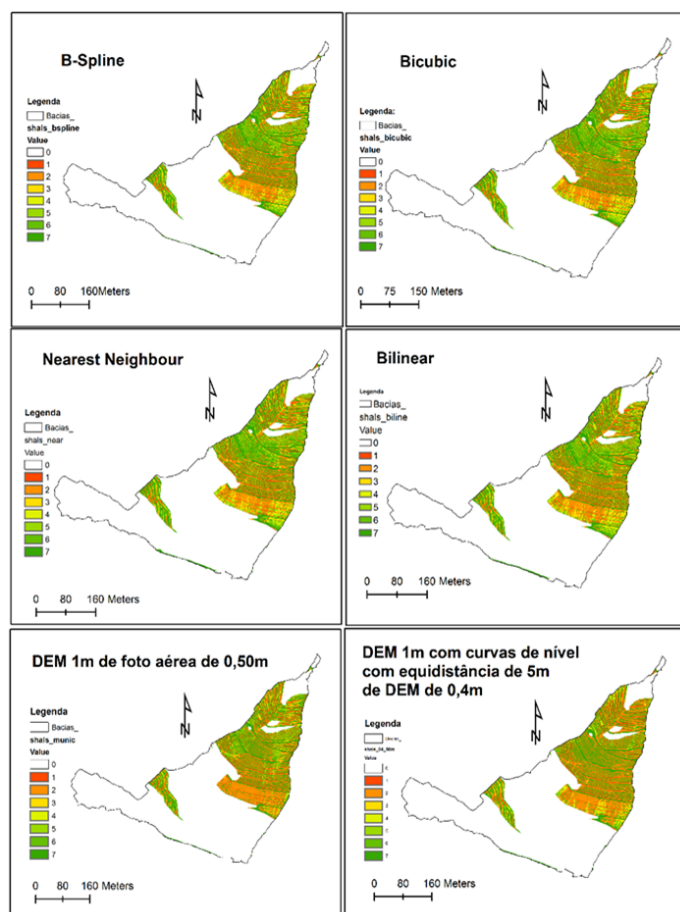 B-Spline
N
Legenda
Bacias_
shals_bspline
Value
0
1
2
3
4
5
6
7
0 80 160Meters
Bicubic
N
Legenda:
Bacias_
shals_bicubic
Value
0
1
2
3
4
5
6
7
0 75 150 Meters
Nearest Neighbour
N
Legenda
Bacias_
shals_near
Value
0
1
2
3
4
5
6
7
0 80 160 Meters
Bilinear
N
Legenda
Bacias_
shals_biline
Value
0
1
2
3
4
5
6
7
0 80 160 Meters
DEM 1m de foto aérea de 0,50m
N
Legenda
Bacias_
shals_munic
Value
0
1
2
3
4
5
6
7
0 80 160 Meters
DEM 1m com curvas de nível
com equidistância de 5m
de DEM de 0,4m
N
Legenda
Value
7
0 80 160 Meters